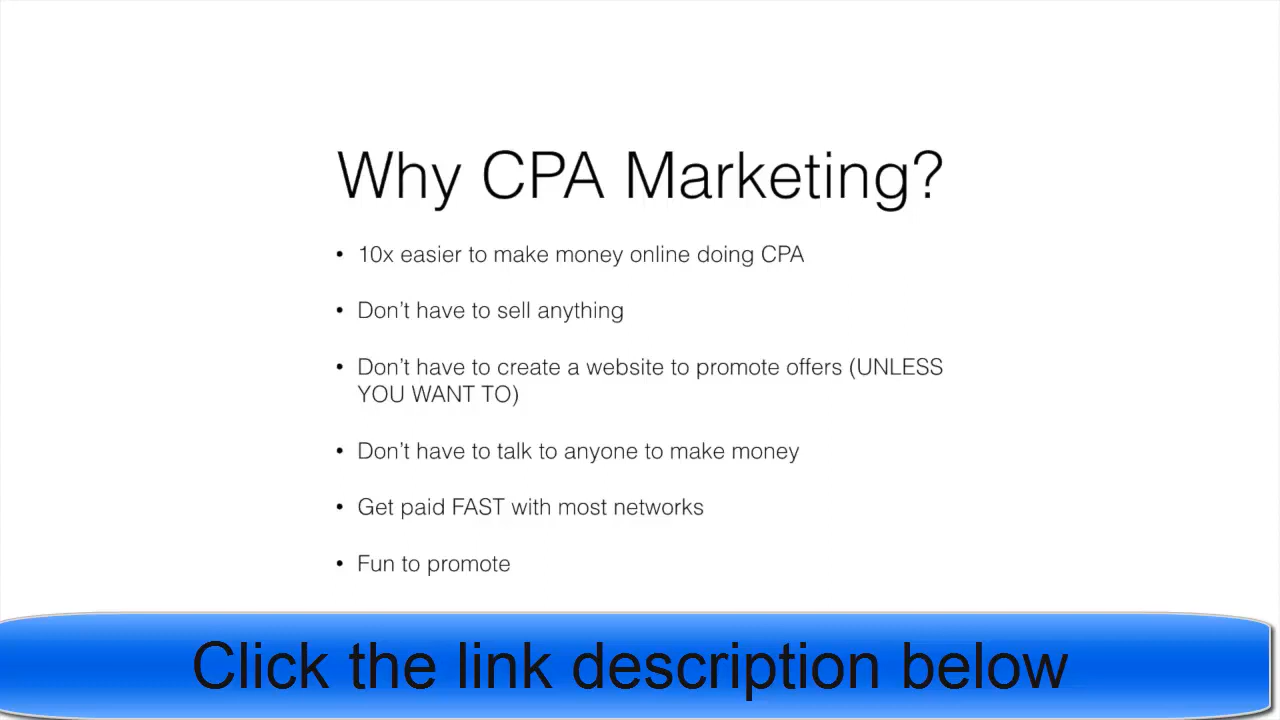 Why CPA Marketing?
• 10x easier to make money online doing CPA
• Don't have to sell anything
• Don't have to create a website to promote offers (UNLESS
YOU WANT TO)
• Don't have to talk to anyone to make money
• Get paid FAST with most networks
• Fun to promote
Click the link description below